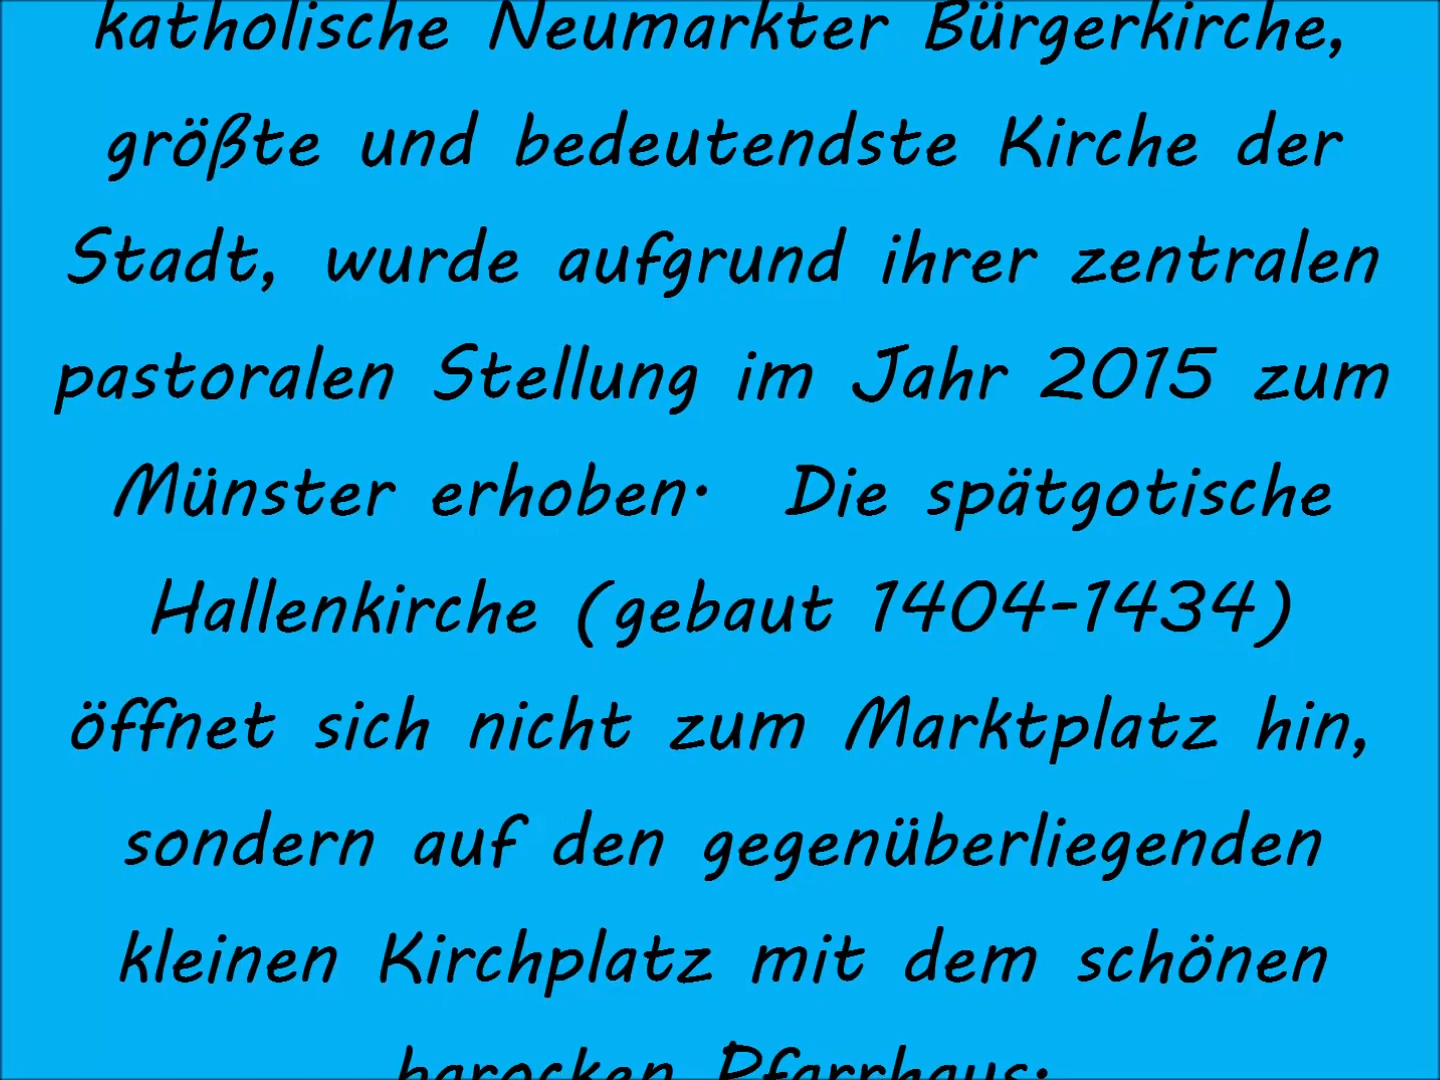 katholische Neumarkter Bürgerkirche,
größte und bedeutendste Kirche der
Stadt, wurde aufgrund ihrer zentralen
pastoralen Stellung im Jahr 2015 zum
Münster erhoben. Die spätgotische
Hallenkirche (gebaut 1404-1434)
öffnet sich nicht zum Marktplatz hin,
sondern auf den gegenüberliegenden
kleinen Kirchplatz mit dem schönen
barocken Pfarrhaus.